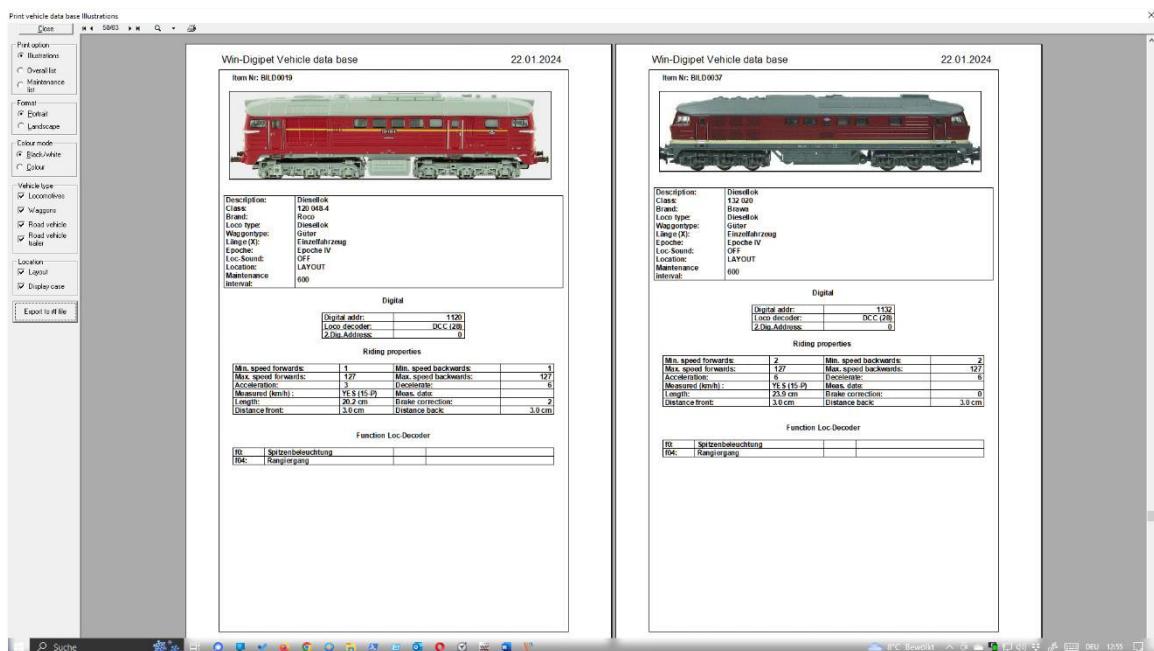 Print vehicle data base Illustrations
Close
58/83
Print option
Illustrations
Overall list
Maintenance
list
Format
Portrait
Landscape
Colour mode
Black/white
Colour
Vehicle type
Locomotives
Waggons
Road vehicle
Road vehicle
trailer
Location
Layout
Display case
Export to rtf file
Win-Digipet Vehicle data base 22.01.2024
Item Nr: BILD0019
Description: Diesellok
Class: 120 048-4
Brand: Roco
Loco type: Diesellok
Waggontype: Güter
Länge (X): Einzelfahrzeug
Epoche: Epoche IV
Loc-Sound: OFF
Location: LAYOUT
Maintenance
interval: 600
Digital
Digital addr: 1120
Loco decoder: DCC (28)
2.Dig.Address: 0
Riding properties
Min. speed forwards: 1 Min. speed backwards: 1
Max. speed forwards: 127 Max. speed backwards: 127
Acceleration: 3 Decelerate: 6
Measured (km/h) : YES (15-P) Meas. date:
Length: 20.2 cm Brake correction: 2
Distance front: 3.0 cm Distance back: 3.0 cm
Function Loc-Decoder
f0: Spitzenbeleuchtung
f04: Rangiergang
Win-Digipet Vehicle data base 22.01.2024
Item Nr: BILD0037
Description: Diesellok
Class: 132 020
Brand: Brawa
Loco type: Diesellok
Waggontype: Güter
Länge (X): Einzelfahrzeug
Epoche: Epoche IV
Loc-Sound: OFF
Location: LAYOUT
Maintenance
interval: 600
Digital
Digital addr: 1132
Loco decoder: DCC (28)
2.Dig.Address: 0
Riding properties
Min. speed forwards: 2 Min. speed backwards: 2
Max. speed forwards: 127 Max. speed backwards: 127
Acceleration: 6 Decelerate: 6
Measured (km/h) : YES (15-P) Meas. date:
Length: 23.9 cm Brake correction: 0
Distance front: 3.0 cm Distance back: 3.0 cm
Function Loc-Decoder
f0: Spitzenbeleuchtung
f04: Rangiergang
Suche
8°C Bewölkt DEU 12:55